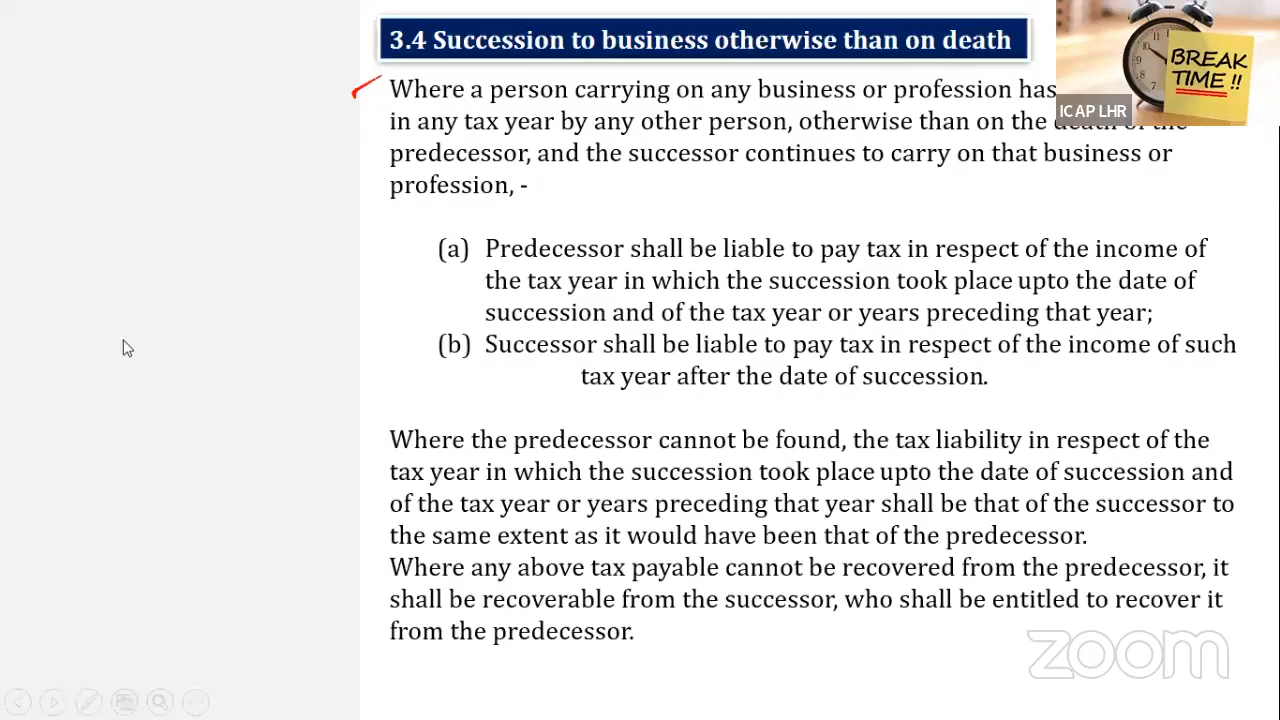 3.4 Succession to business otherwise than on death
BREAK
TIME !!
Where a person carrying on any business or profession has
ICAP LHR
in any tax year by any other person, otherwise than on the death of the
predecessor, and the successor continues to carry on that business or
profession, -
(a) Predecessor shall be liable to pay tax in respect of the income of
the tax year in which the succession took place upto the date of
succession and of the tax year or years preceding that year;
(b) Successor shall be liable to pay tax in respect of the income of such
tax year after the date of succession.
Where the predecessor cannot be found, the tax liability in respect of the
tax year in which the succession took place upto the date of succession and
of the tax year or years preceding that year shall be that of the successor to
the same extent as it would have been that of the predecessor.
Where any above tax payable cannot be recovered from the predecessor, it
shall be recoverable from the successor, who shall be entitled to recover it
from the predecessor.
zoom